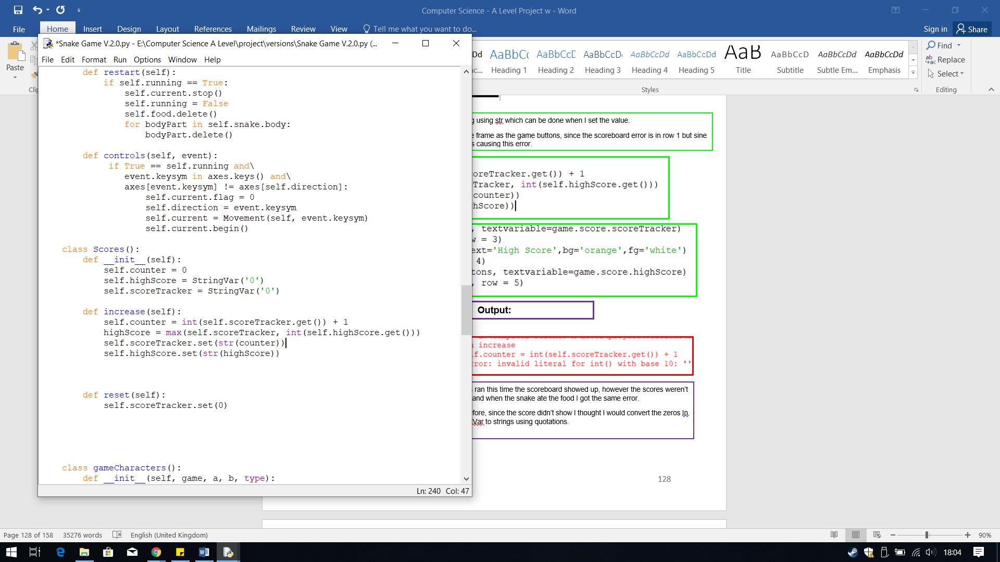 Computer Science - A Level Project w - Word
File Home Insert Design Layout References Mailings Review View Tell me what you want to do...
Sign in Share
Paste
AaBbCc AaBbCcD AaBbCcD AaBbCcDd AaBbCcDd AaB AaBbCcD AaBbCcDd AaBbCcDd
Heading 1 Heading 2 Heading 3 Heading 4 Heading 5 Title Subtitle Subtle Em... Emphasis
Find
Replace
Select
Styles
Editing
*Snake Game V.2.0.py - E:\Computer Science A Level\project\versions\Snake Game V.2.0.py (...
File Edit Format Run Options Window Help
def restart(self):
if self.running == True:
self.current.stop()
self.running = False
self.food.delete()
for bodyPart in self.snake.body:
bodyPart.delete()
def controls(self, event):
if True == self.running and\
event.keysym in axes.keys() and\
axes[event.keysym] != axes[self.direction]:
self.current.flag = 0
self.direction = event.keysym
self.current = Movement(self, event.keysym)
self.current.begin()
class Scores():
def __init__(self):
self.counter = 0
self.highScore = StringVar('0')
self.scoreTracker = StringVar('0')
def increase(self):
self.counter = int(self.scoreTracker.get()) + 1
highScore = max(self.scoreTracker, int(self.highScore.get()))
self.scoreTracker.set(str(counter))
self.highScore.set(str(highScore))
def reset(self):
self.scoreTracker.set(0)
class gameCharacters():
def __init__(self, game, a, b, type):
Ln: 240 Col: 47
g using str which can be done when I set the value.
e frame as the game buttons, since the scoreboard error is in row 1 but sine
s causing this error.
coreTracker.get()) + 1
Tracker, int(self.highScore.get()))
counter))
hScore))
, textvariable=game.score.scoreTracker)
w = 3)
ext='High Score',bg='orange',fg='white')
4)
tons, textvariable=game.score.highScore)
, row = 5)
Output:
increase
f.counter = int(self.scoreTracker.get()) + 1
ror: invalid literal for int() with base 10: ''
ran this time the scoreboard showed up, however the scores weren't
and when the snake ate the food I got the same error.
fore, since the score didn't show I thought I would convert the zeros In
Var to strings using quotations.
128
Page 128 of 158 35276 words English (United Kingdom) 90%
18:04